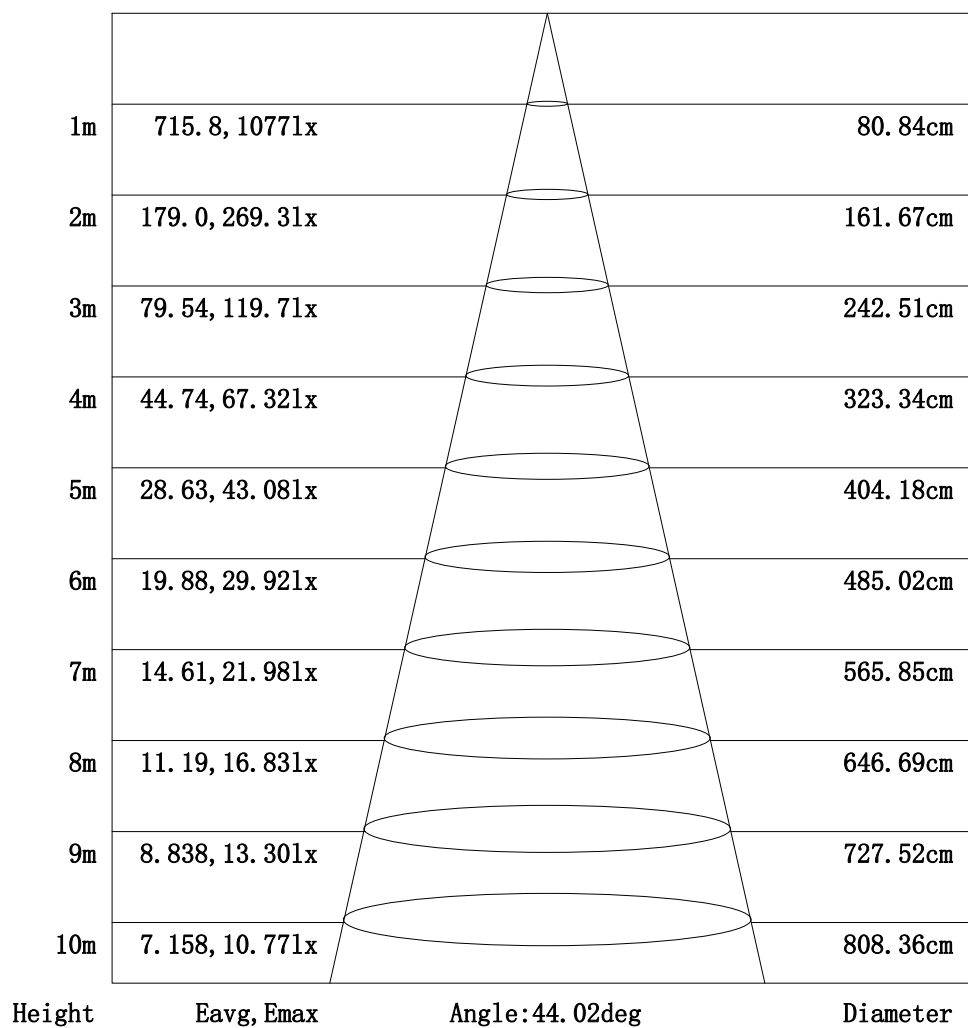 1m 715.8,1077lx 80.84cm
2m 179.0,269.3lx 161.67cm
3m 79.54,119.7lx 242.51cm
4m 44.74,67.32lx 323.34cm
5m 28.63,43.08lx 404.18cm
6m 19.88,29.92lx 485.02cm
7m 14.61,21.98lx 565.85cm
8m 11.19,16.83lx 646.69cm
9m 8.838,13.30lx 727.52cm
10m 7.158,10.77lx 808.36cm
Height Eavg,Emax Angle:44.02deg Diameter